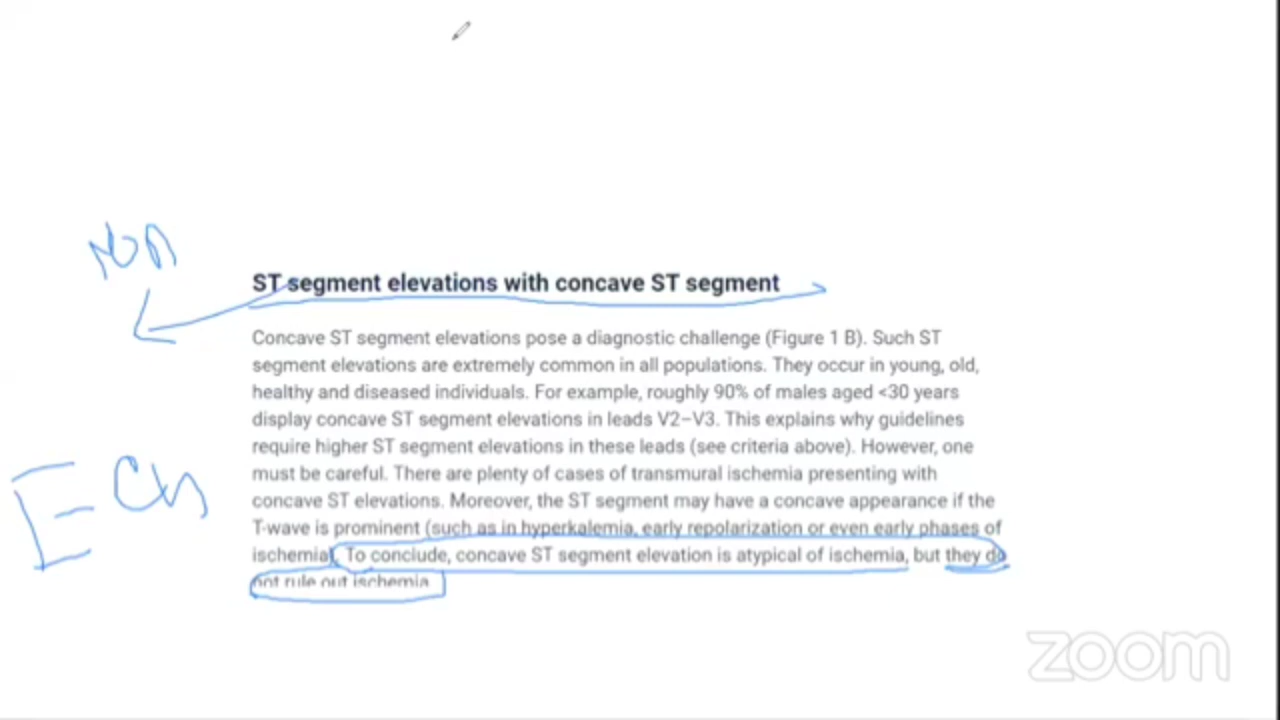 ST segment elevations with concave ST segment
Concave ST segment elevations pose a diagnostic challenge (Figure 1 B). Such ST
segment elevations are extremely common in all populations. They occur in young, old,
healthy and diseased individuals. For example, roughly 90% of males aged <30 years
display concave ST segment elevations in leads V2–V3. This explains why guidelines
require higher ST segment elevations in these leads (see criteria above). However, one
must be careful. There are plenty of cases of transmural ischemia presenting with
concave ST elevations. Moreover, the ST segment may have a concave appearance if the
T-wave is prominent (such as in hyperkalemia, early repolarization or even early phases of
ischemia). To conclude, concave ST segment elevation is atypical of ischemia, but they do
not rule out ischemia.
zoom